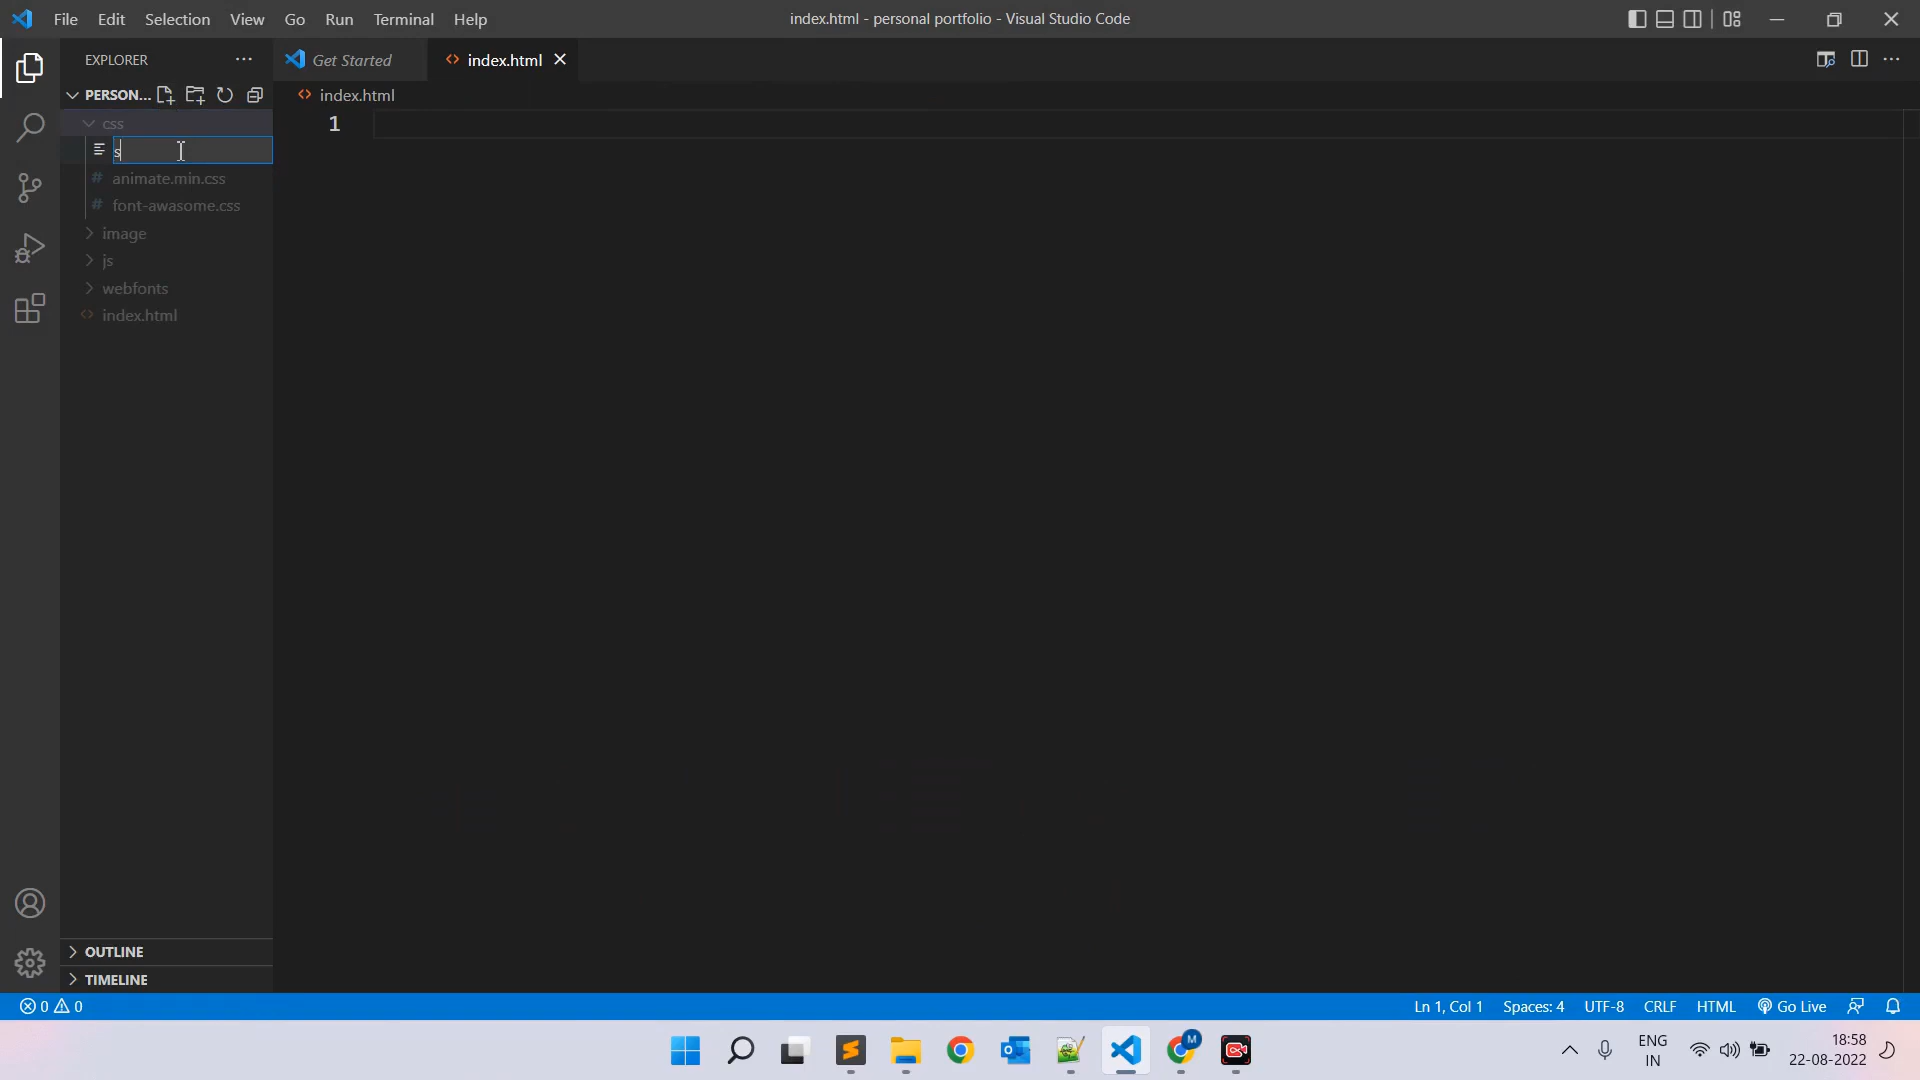 File Edit Selection View Go Run Terminal Help
index.html - personal portfolio - Visual Studio Code
EXPLORER
Get Started
index.html
PERSON...
index.html
css
1
s
animate.min.css
font-awasome.css
image
js
webfonts
index.html
OUTLINE
TIMELINE
0 0
Ln 1, Col 1 Spaces: 4 UTF-8 CRLF HTML Go Live
M
ENG
IN
18:58
22-08-2022